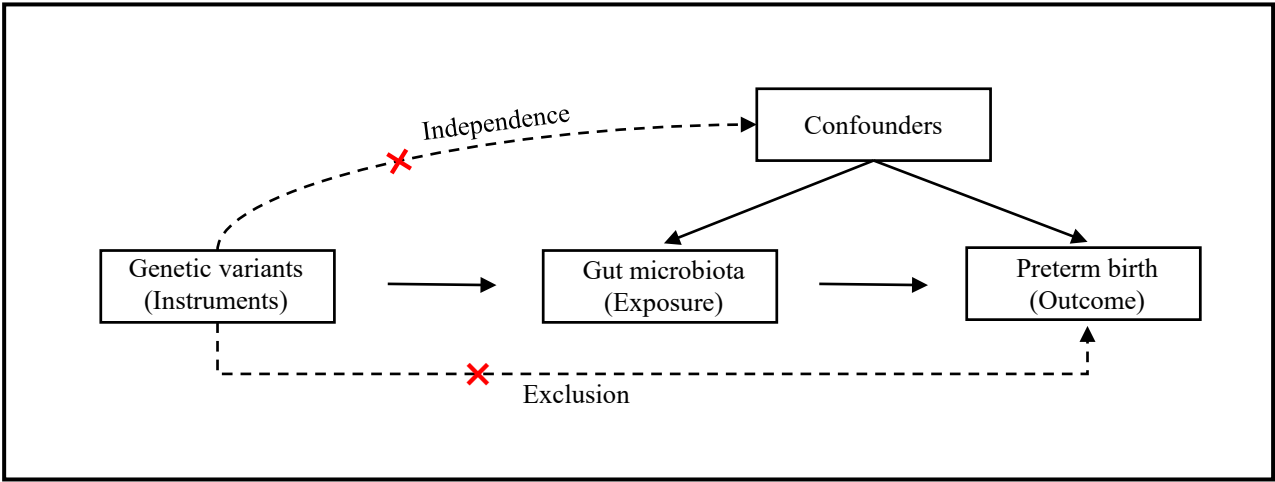 Independence
Confounders
Genetic variants
(Instruments)
Gut microbiota
(Exposure)
Preterm birth
(Outcome)
Exclusion